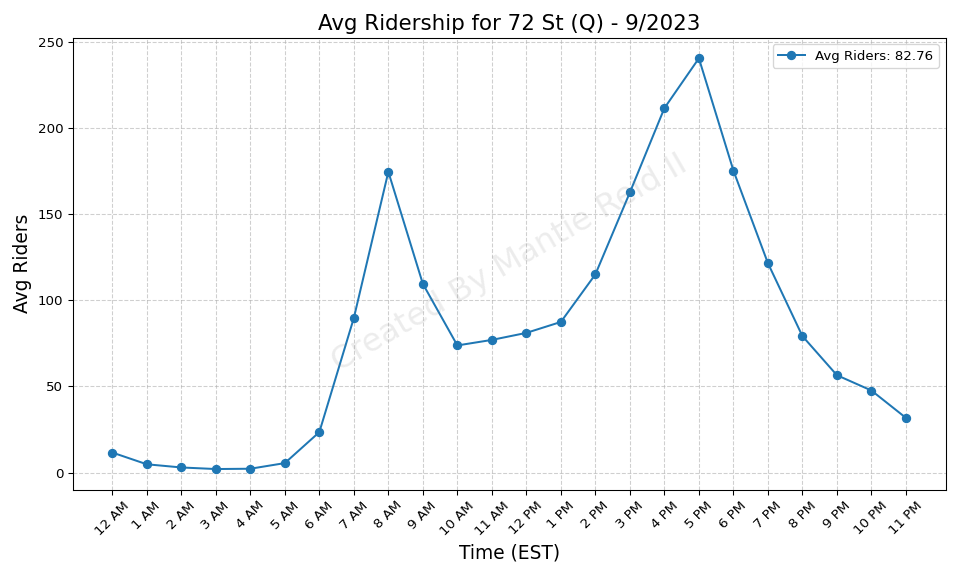 Avg Ridership for 72 St (Q) - 9/2023
Avg Riders: 82.76
250
200
150
100
50
0
Avg Riders
Created By Mantle Reid II
12 AM
1 AM
2 AM
3 AM
4 AM
5 AM
6 AM
7 AM
8 AM
9 AM
10 AM
11 AM
12 PM
1 PM
2 PM
3 PM
4 PM
5 PM
6 PM
7 PM
8 PM
9 PM
10 PM
11 PM
Time (EST)